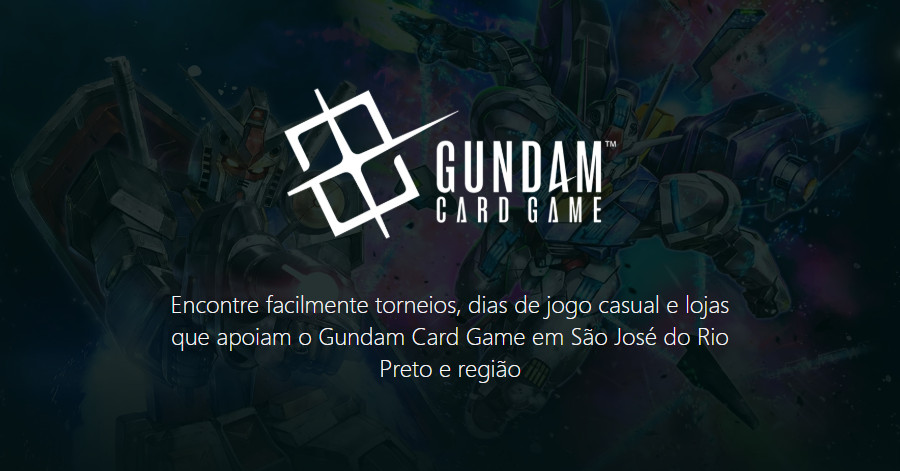 GUNDAM™
CARD GAME
Encontre facilmente torneios, dias de jogo casual e lojas
que apoiam o Gundam Card Game em São José do Rio
Preto e região